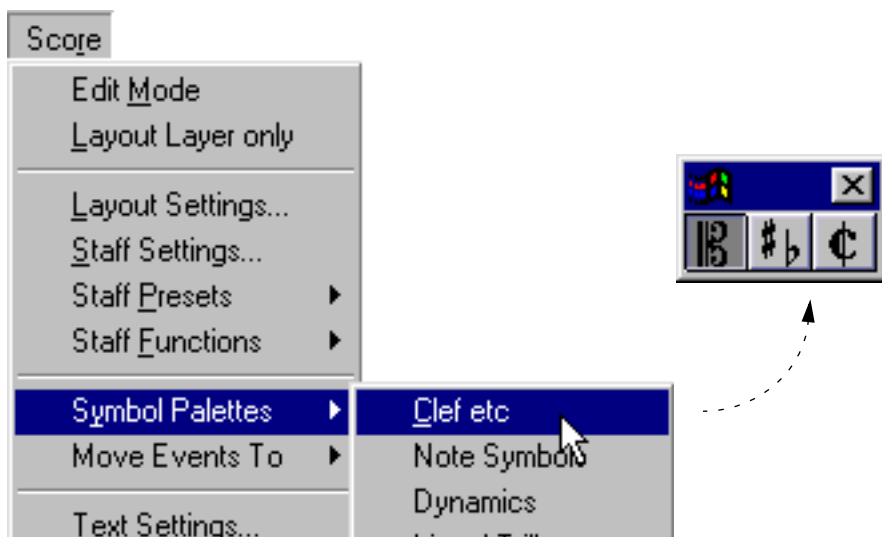 Score
Edit Mode
Layout Layer only
Layout Settings...
Staff Settings...
Staff Presets
Staff Functions
Symbol Palettes
Move Events To
Text Settings...
Clef etc
Note Symbols
Dynamics